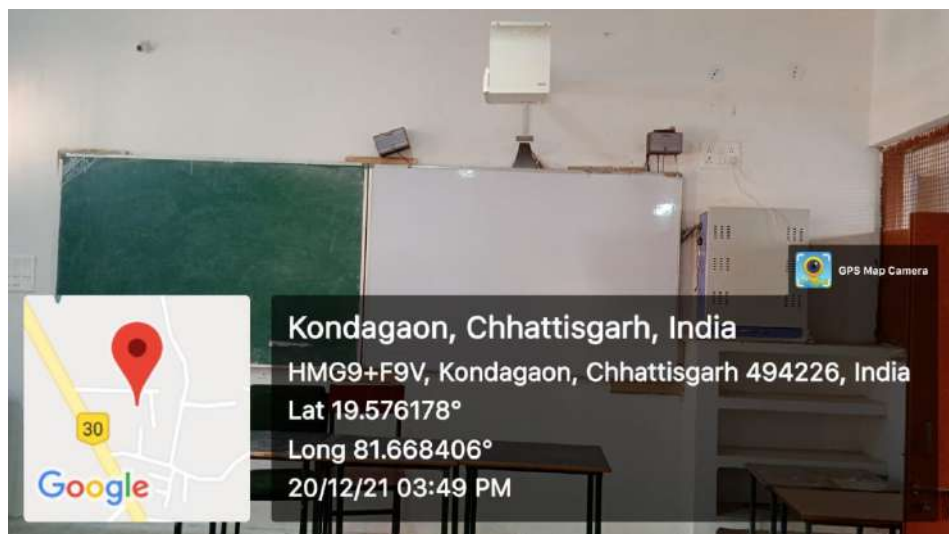 GPS Map Camera
Kondagaon, Chhattisgarh, India
HMG9+F9V, Kondagaon, Chhattisgarh 494226, India
Lat 19.576178°
Long 81.668406°
20/12/21 03:49 PM
30
Google